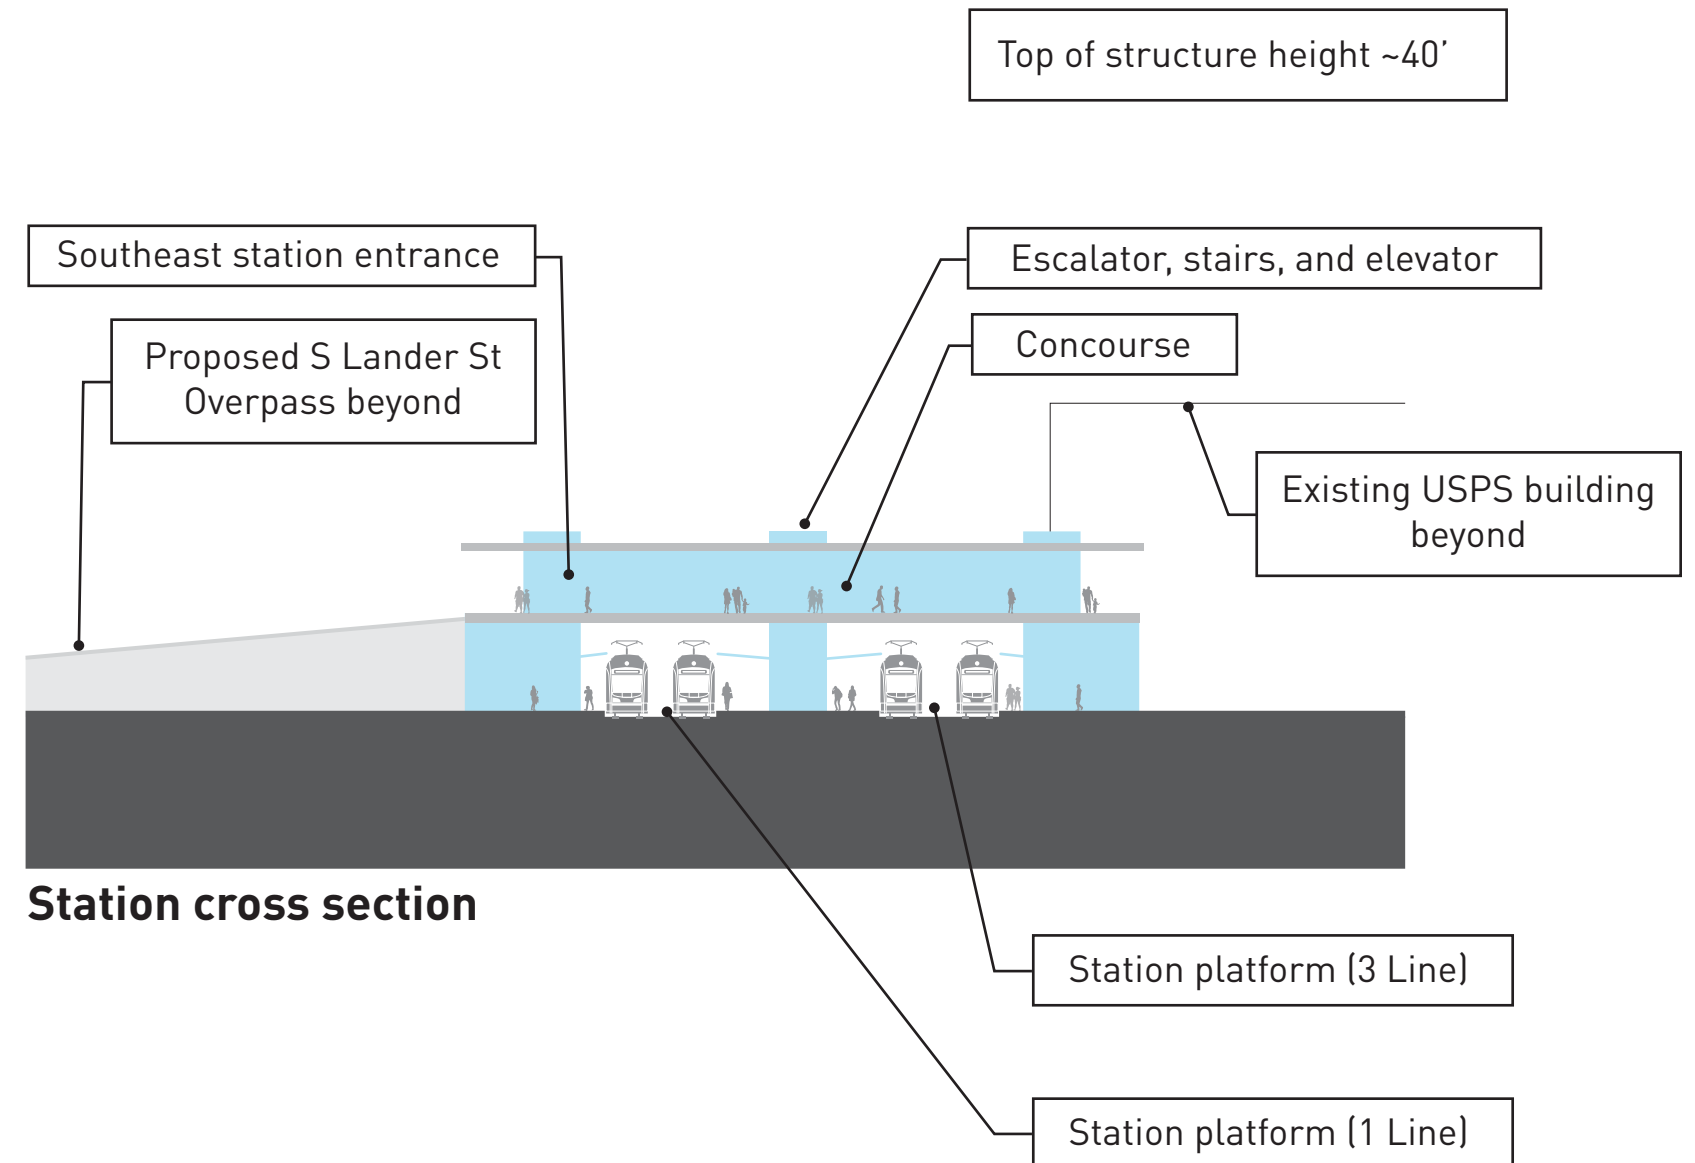 Top of structure height ~40'
Southeast station entrance
Escalator, stairs, and elevator
Proposed S Lander St
Overpass beyond
Concourse
Existing USPS building
beyond
Station cross section
Station platform (3 Line)
Station platform (1 Line)